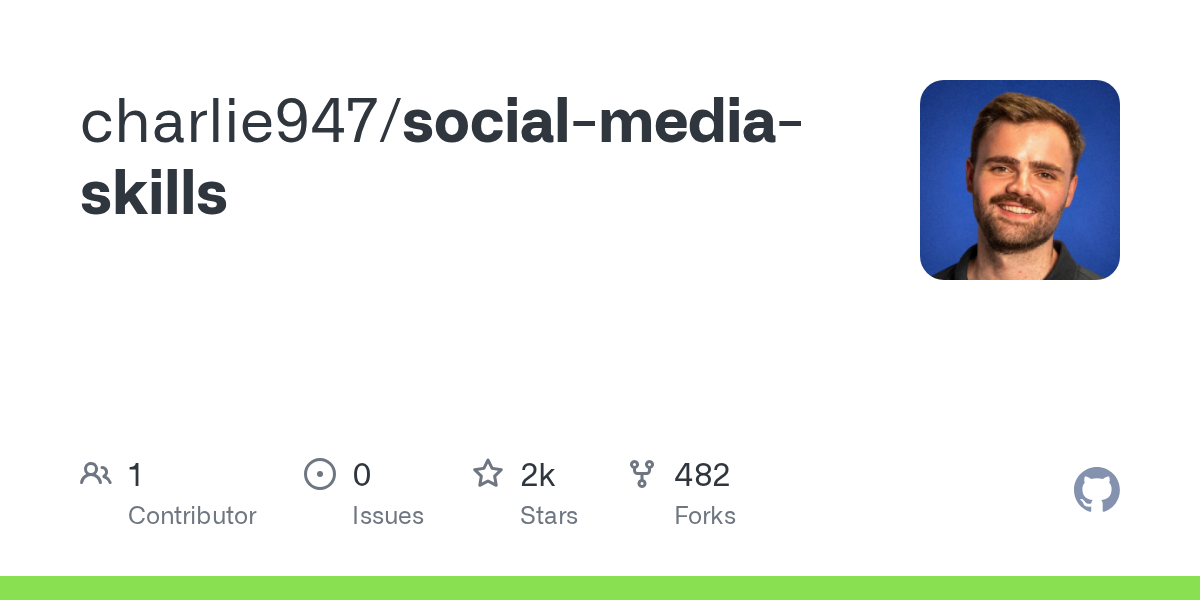 charlie947/social-media-
skills
1
Contributor
0
Issues
2k
Stars
482
Forks